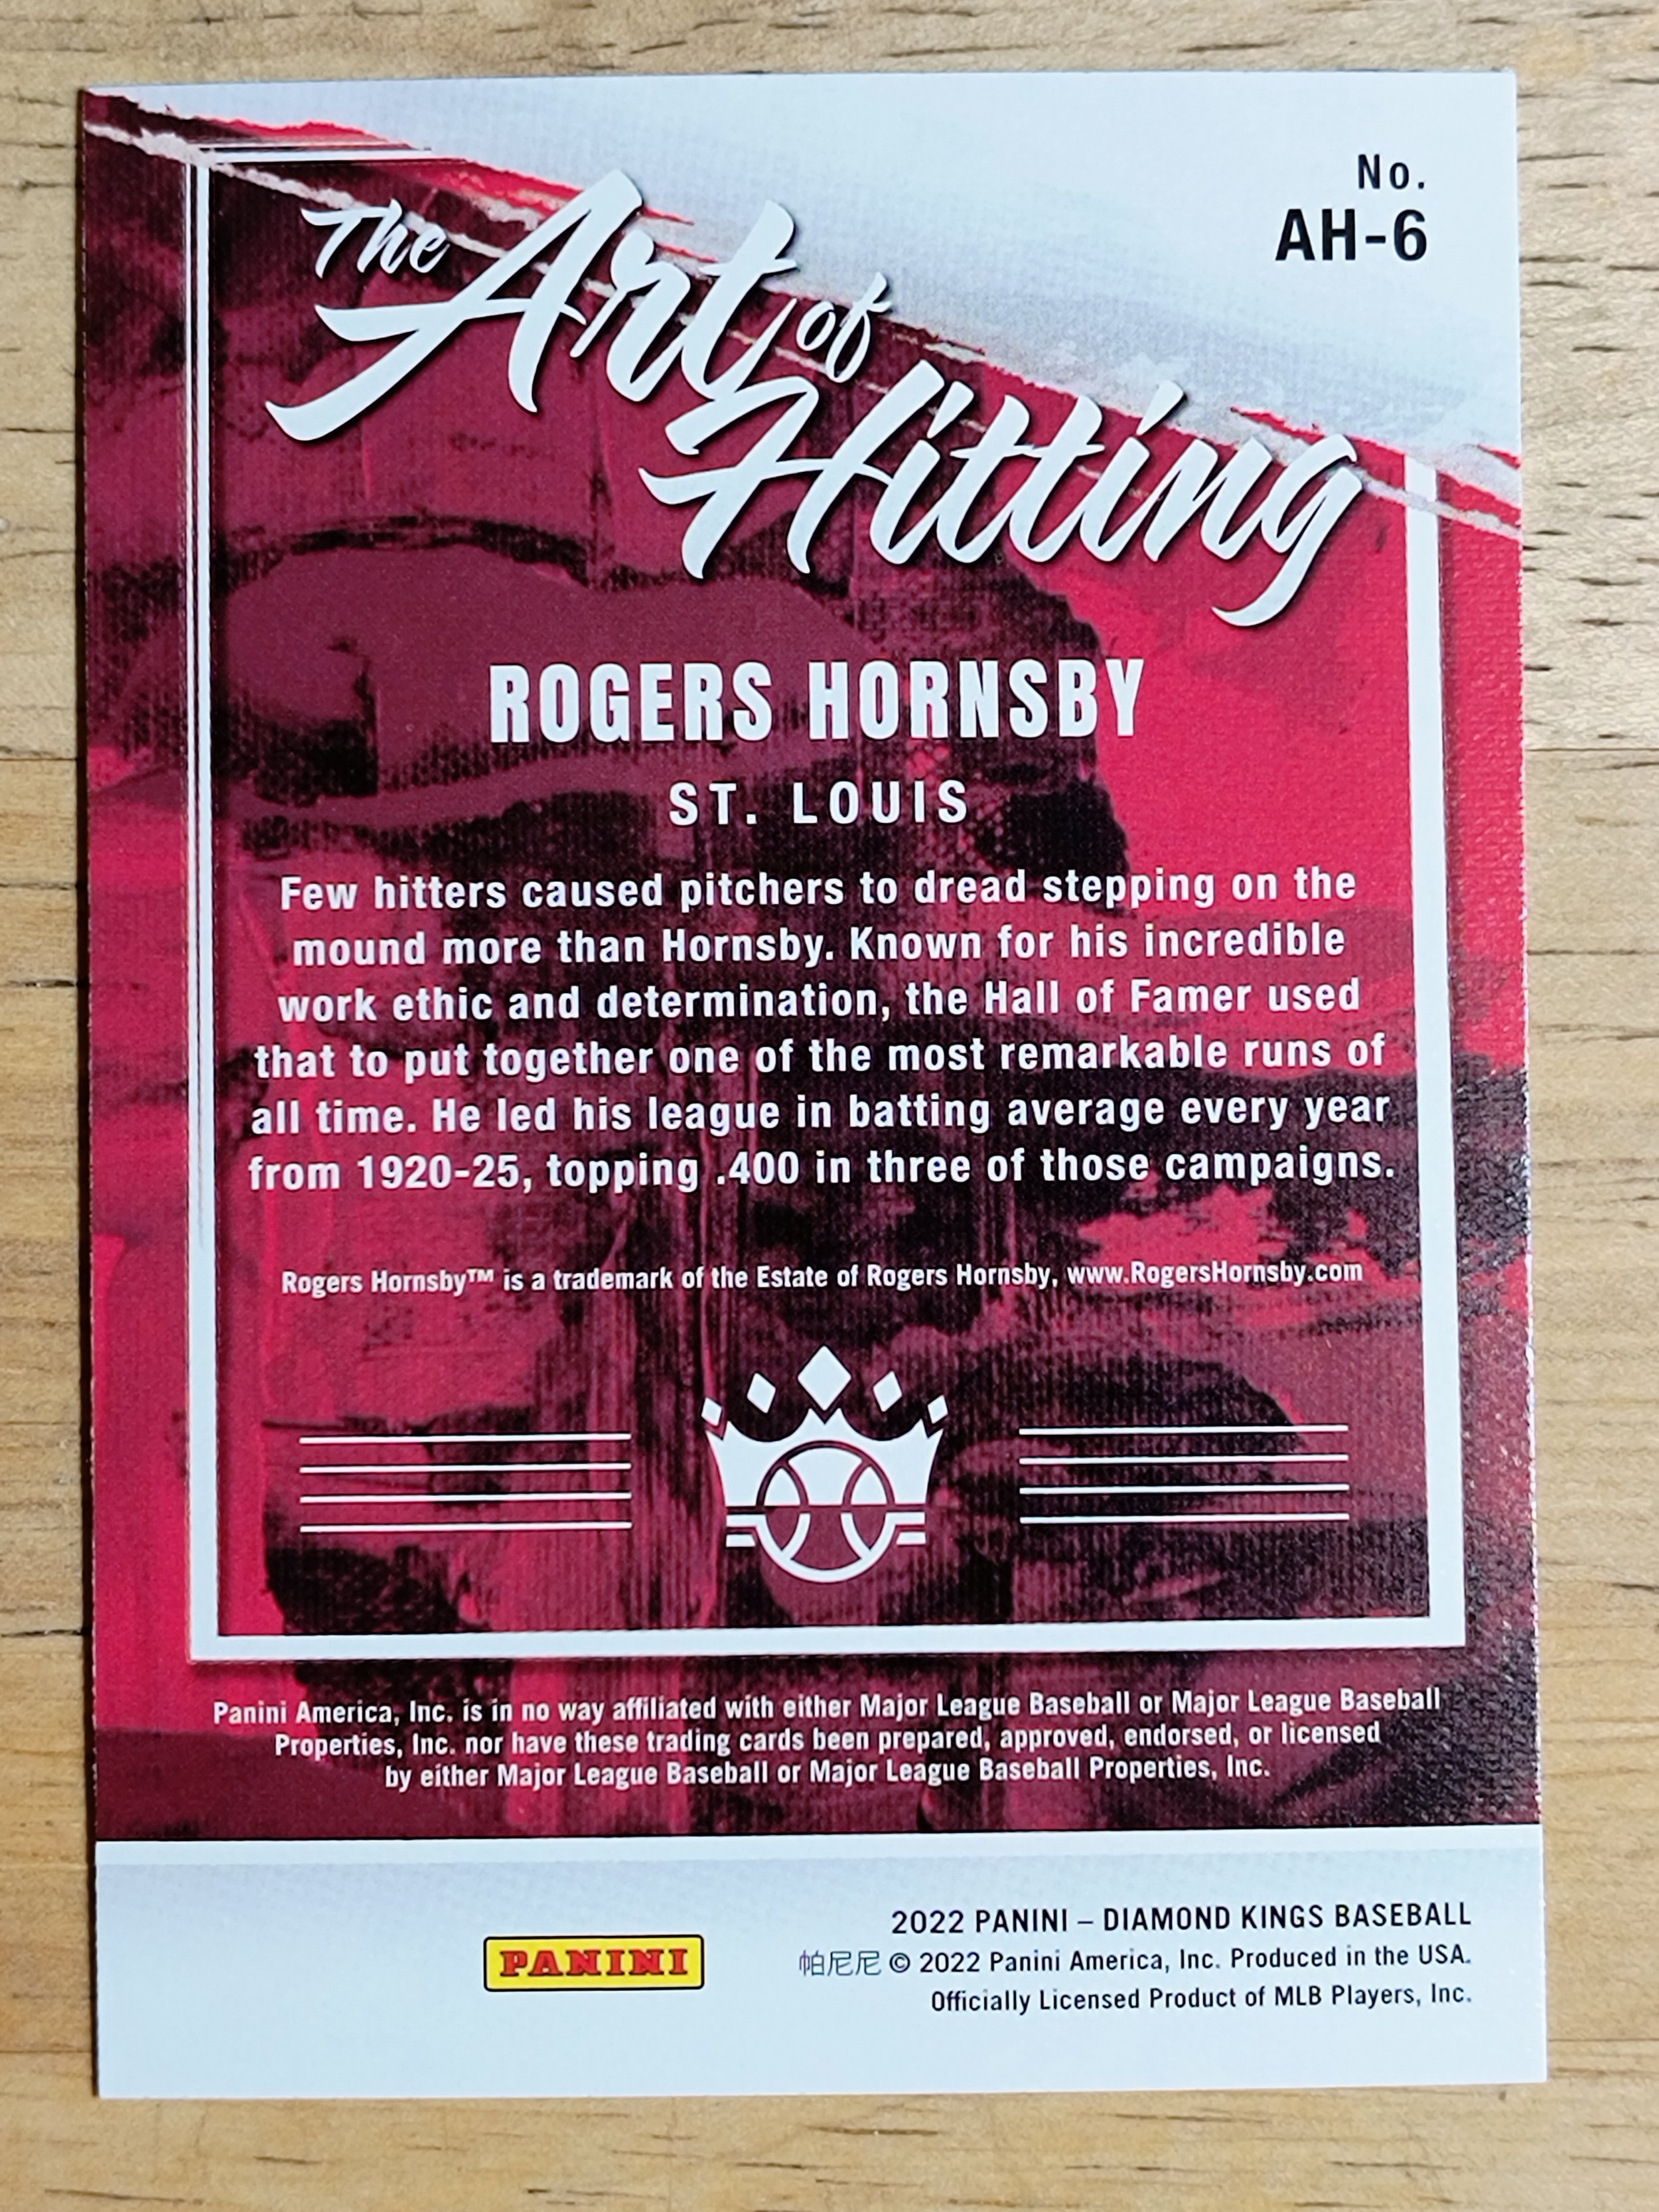 No.
AH-6
The Art of
Hitting
ROGERS HORNSBY
ST. LOUIS
Few hitters caused pitchers to dread stepping on the
mound more than Hornsby. Known for his incredible
work ethic and determination, the Hall of Famer used
that to put together one of the most remarkable runs of
all time. He led his league in batting average every year
from 1920-25, topping .400 in three of those campaigns.
Rogers Hornsby™ is a trademark of the Estate of Rogers Hornsby, www.RogersHornsby.com
Panini America, Inc. is in no way affiliated with either Major League Baseball or Major League Baseball
Properties, Inc. nor have these trading cards been prepared, approved, endorsed, or licensed
by either Major League Baseball or Major League Baseball Properties, Inc.
PANINI
2022 PANINI – DIAMOND KINGS BASEBALL
帕尼尼 © 2022 Panini America, Inc. Produced in the USA.
Officially Licensed Product of MLB Players, Inc.